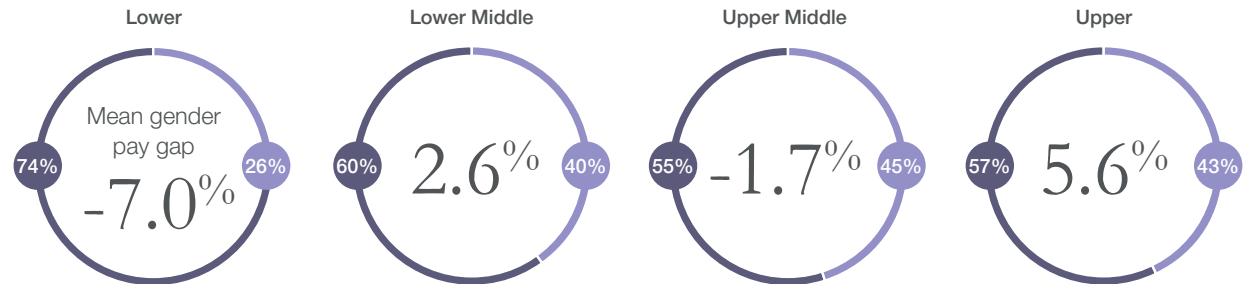 Lower
Mean gender
pay gap
74%
-7.0%
26%
Lower Middle
60%
2.6%
40%
Upper Middle
55%
-1.7%
45%
Upper
57%
5.6%
43%